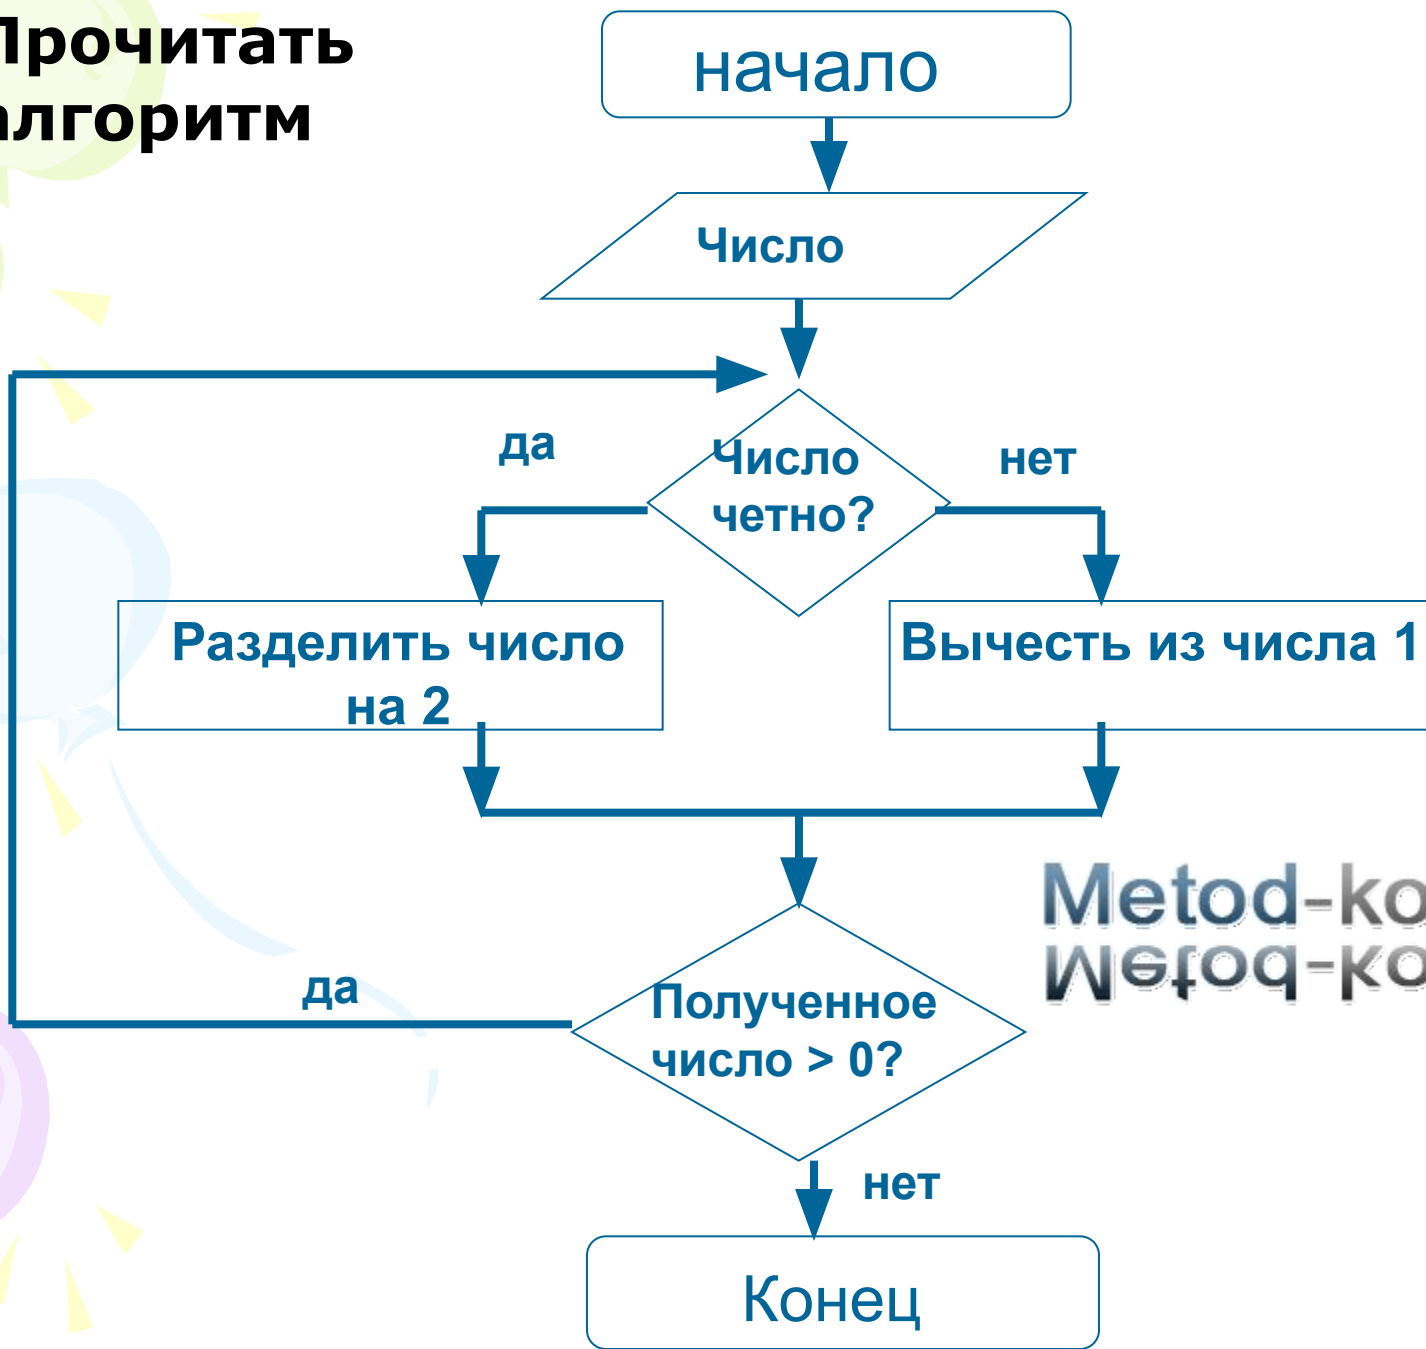 Прочитать
алгоритм
начало
Число
да
Число
четно?
нет
Разделить число
на 2
Вычесть из числа 1
Metod-ko
да
Полученное
число > 0?
нет
Конец